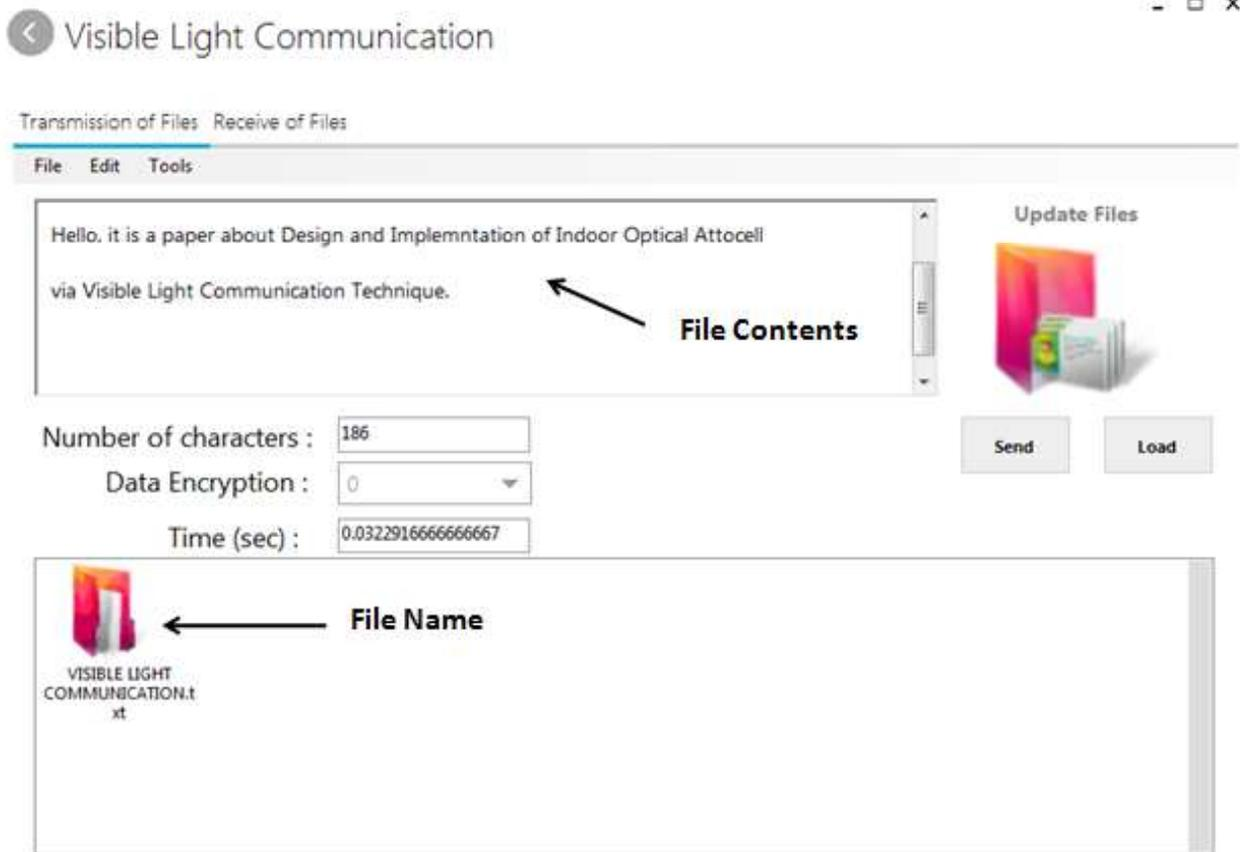 Visible Light Communication
Transmission of Files Receive of Files
File Edit Tools
Hello. it is a paper about Design and Implemntation of Indoor Optical Attocell
via Visible Light Communication Technique.
File Contents
Update Files
Number of characters : 186
Send Load
Data Encryption : 0
Time (sec) : 0.0322916666666667
File Name
VISIBLE LIGHT
COMMUNICATION.t
xt